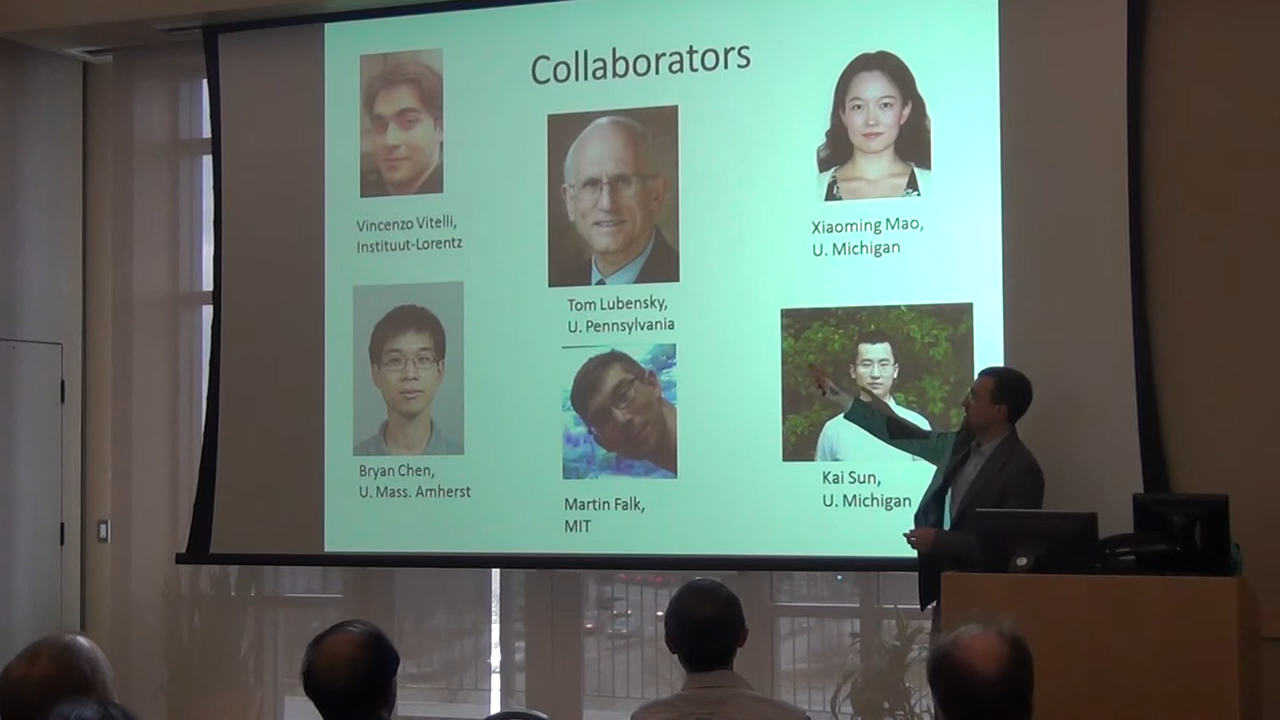 Collaborators
Vincenzo Vitelli,
Instituut-Lorentz
Tom Lubensky,
U. Pennsylvania
Xiaoming Mao,
U. Michigan
Bryan Chen,
U. Mass. Amherst
Martin Falk,
MIT
Kai Sun,
U. Michigan